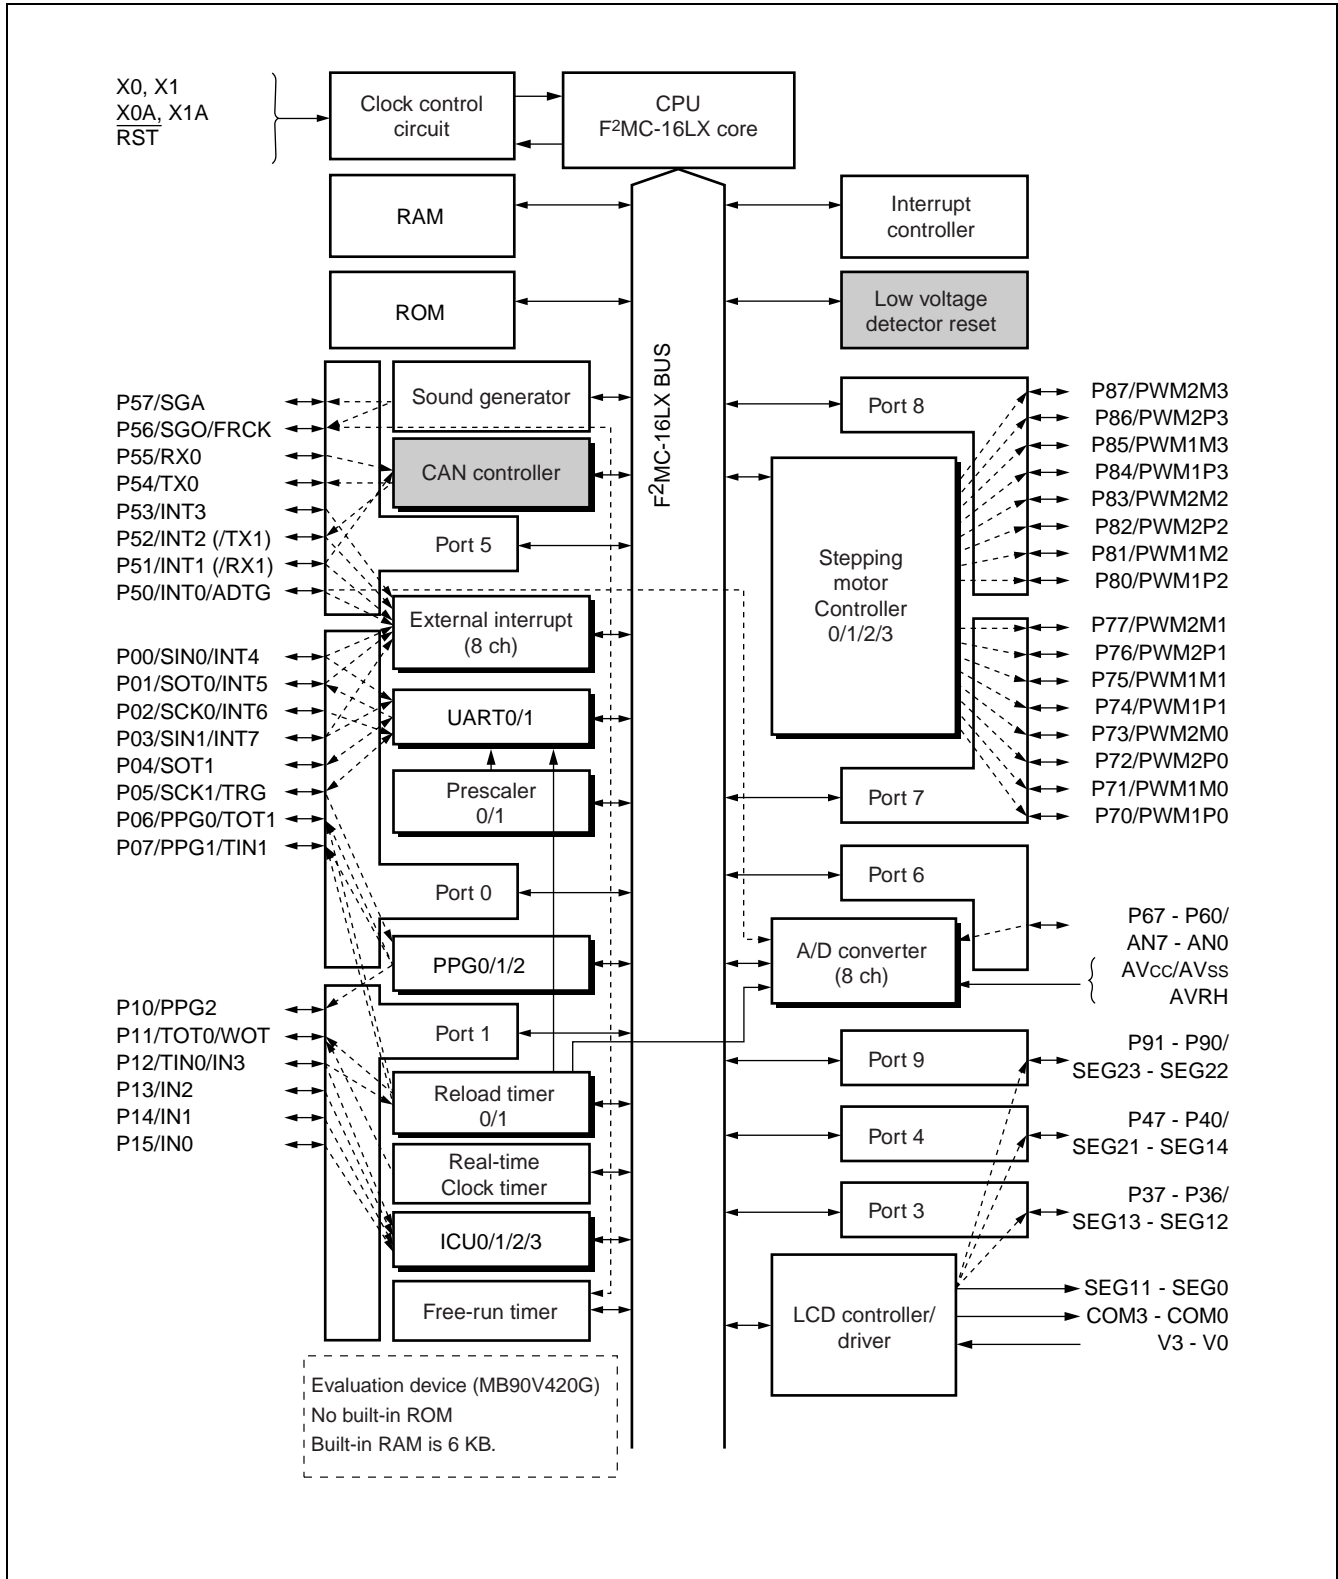 X0, X1
X0A, X1A
RST
Clock control
circuit
CPU
F2MC-16LX core
RAM
ROM
Interrupt
controller
Low voltage
detector reset
F2MC-16LX BUS
P57/SGA
P56/SGO/FRCK
P55/RX0
P54/TX0
P53/INT3
P52/INT2 (/TX1)
P51/INT1 (/RX1)
P50/INT0/ADTG
Sound generator
CAN controller
Port 5
External interrupt
(8 ch)
P00/SIN0/INT4
P01/SOT0/INT5
P02/SCK0/INT6
P03/SIN1/INT7
P04/SOT1
P05/SCK1/TRG
P06/PPG0/TOT1
P07/PPG1/TIN1
UART0/1
Prescaler
0/1
Port 0
PPG0/1/2
P10/PPG2
P11/TOT0/WOT
P12/TIN0/IN3
P13/IN2
P14/IN1
P15/IN0
Port 1
Reload timer
0/1
Real-time
Clock timer
ICU0/1/2/3
Free-run timer
Evaluation device (MB90V420G)
No built-in ROM
Built-in RAM is 6 KB.
Port 8
P87/PWM2M3
P86/PWM2P3
P85/PWM1M3
P84/PWM1P3
P83/PWM2M2
P82/PWM2P2
P81/PWM1M2
P80/PWM1P2
Stepping
motor
Controller
0/1/2/3
P77/PWM2M1
P76/PWM2P1
P75/PWM1M1
P74/PWM1P1
P73/PWM2M0
P72/PWM2P0
P71/PWM1M0
P70/PWM1P0
Port 7
Port 6
A/D converter
(8 ch)
P67 - P60/
AN7 - AN0
AVCC/AVSS
AVRH
Port 9
P91 - P90/
SEG23 - SEG22
Port 4
P47 - P40/
SEG21 - SEG14
Port 3
P37 - P36/
SEG13 - SEG12
LCD controller/
driver
SEG11 - SEG0
COM3 - COM0
V3 - V0